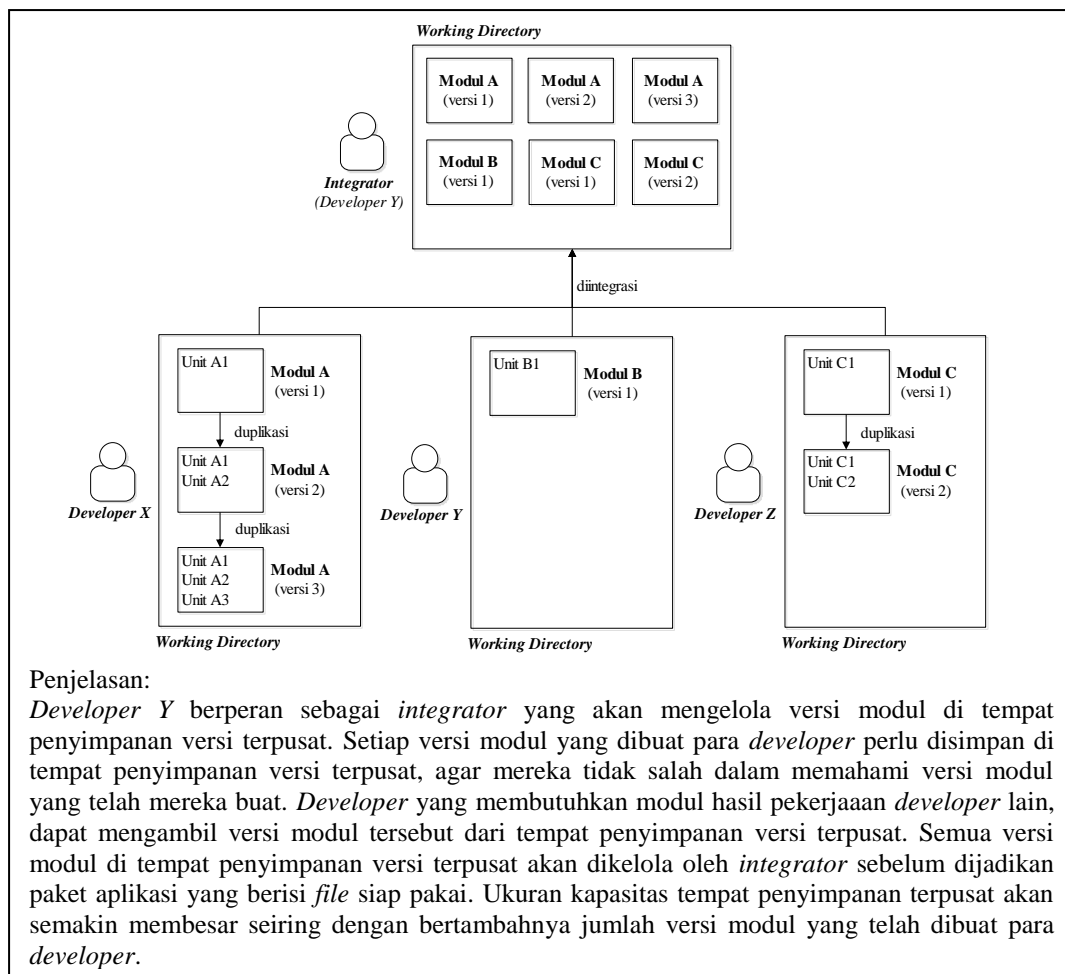 Working Directory
Modul A
(versi 1)
Modul A
(versi 2)
Modul A
(versi 3)
Modul B
(versi 1)
Modul C
(versi 1)
Modul C
(versi 2)
Integrator
(Developer Y)
diintegrasi
Unit A1
Modul A
(versi 1)
duplikasi
Unit A1
Unit A2
Modul A
(versi 2)
duplikasi
Unit A1
Unit A2
Unit A3
Modul A
(versi 3)
Developer X
Working Directory
Unit B1
Modul B
(versi 1)
Developer Y
Working Directory
Unit C1
Modul C
(versi 1)
duplikasi
Unit C1
Unit C2
Modul C
(versi 2)
Developer Z
Working Directory
Penjelasan:
Developer Y berperan sebagai integrator yang akan mengelola versi modul di tempat
penyimpanan versi terpusat. Setiap versi modul yang dibuat para developer perlu disimpan di
tempat penyimpanan versi terpusat, agar mereka tidak salah dalam memahami versi modul
yang telah mereka buat. Developer yang membutuhkan modul hasil pekerjaaan developer lain,
dapat mengambil versi modul tersebut dari tempat penyimpanan versi terpusat. Semua versi
modul di tempat penyimpanan versi terpusat akan dikelola oleh integrator sebelum dijadikan
paket aplikasi yang berisi file siap pakai. Ukuran kapasitas tempat penyimpanan terpusat akan
semakin membesar seiring dengan bertambahnya jumlah versi modul yang telah dibuat para
developer.